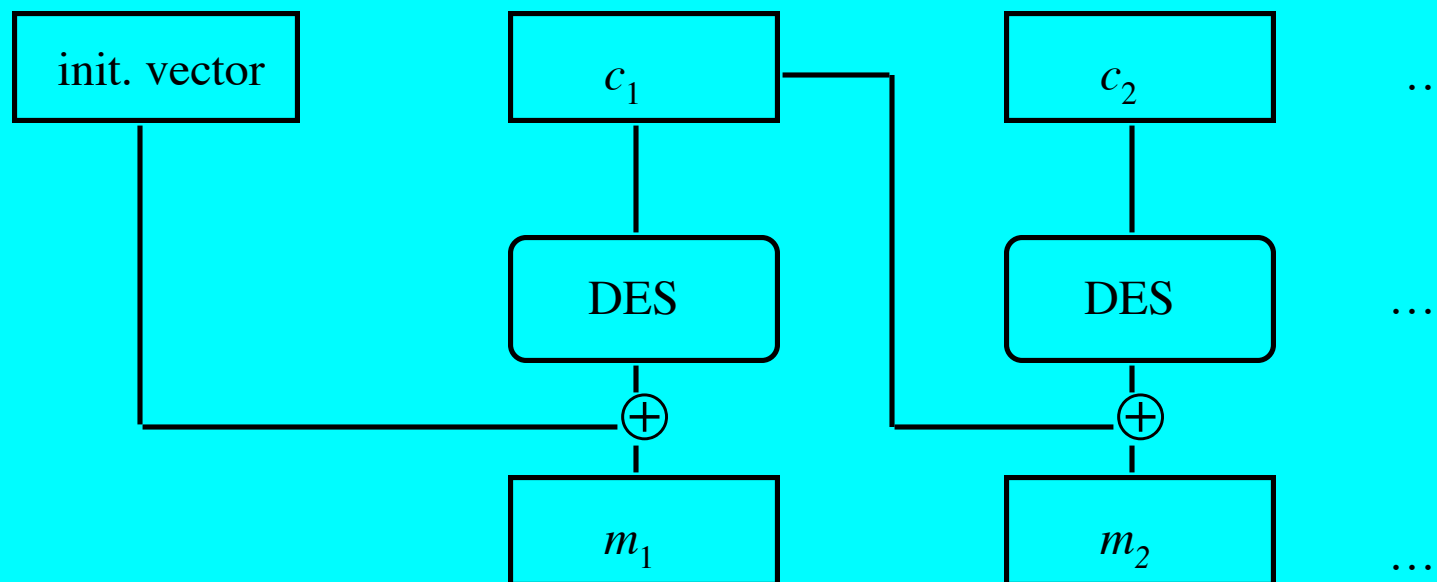 init. vector c₁ c₂ ..
DES DES ...
⊕ ⊕
m₁ m₂ ...